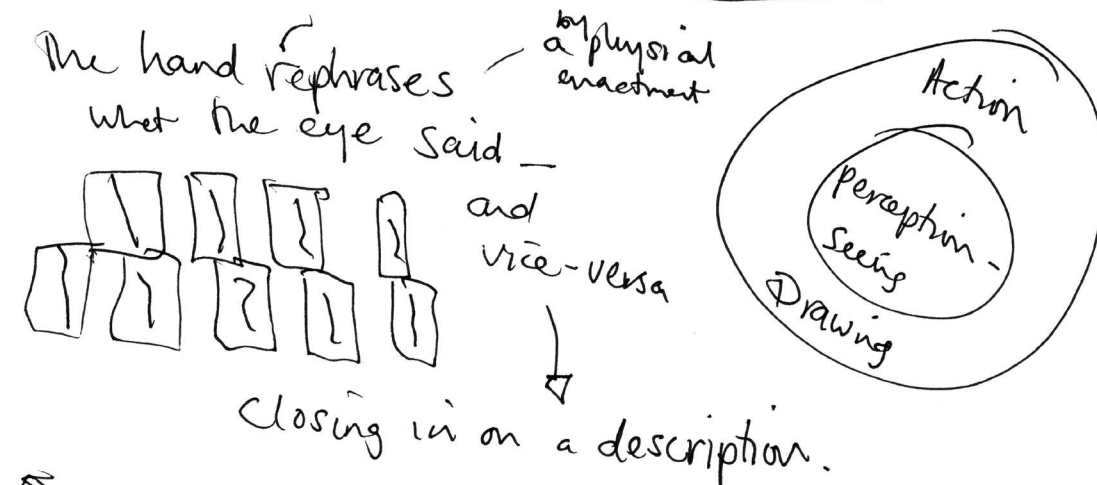 The hand rephrases
what the eye said —
by
a physical
enactment
and
vice-versa
closing in on a description.
Action
perception -
seeing
Drawing